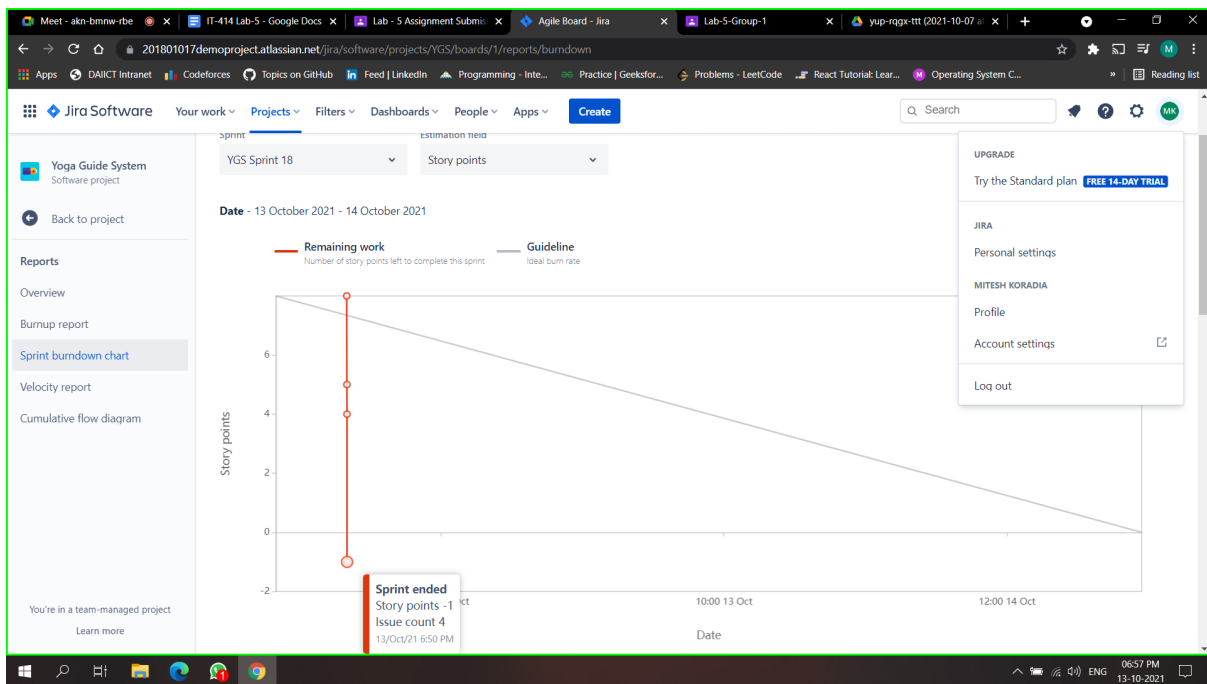 Meet - akn-bmnw-rbe
IT-414 Lab-5 - Google Docs
Lab - 5 Assignment Submis
Agile Board - Jira
Lab-5-Group-1
yup-rqgx-ttt (2021-10-07 at
201801017demoproject.atlassian.net/jira/software/projects/YGS/boards/1/reports/burndown
M
Apps
DAIICT Intranet
Codeforces
Topics on GitHub
Feed | LinkedIn
Programming - Inte...
Practice | Geeksfor...
Problems - LeetCode
React Tutorial: Lear...
Operating System C...
»
Reading list
Jira Software
Your work
Projects
Filters
Dashboards
People
Apps
Create
Search
MK
Sprint
Estimation field
YGS Sprint 18
Story points
Yoga Guide System
Software project
Back to project
Reports
Overview
Burnup report
Sprint burndown chart
Velocity report
Cumulative flow diagram
You're in a team-managed project
Learn more
Date - 13 October 2021 - 14 October 2021
Remaining work
Number of story points left to complete this sprint
Guideline
Ideal burn rate
Story points
6
4
2
0
-2
10:00 13 Oct
12:00 14 Oct
Date
Sprint ended
Story points -1
Issue count 4
13/Oct/21 6:50 PM
UPGRADE
Try the Standard plan FREE 14-DAY TRIAL
JIRA
Personal settings
MITESH KORADIA
Profile
Account settings
Log out
ENG
06:57 PM
13-10-2021